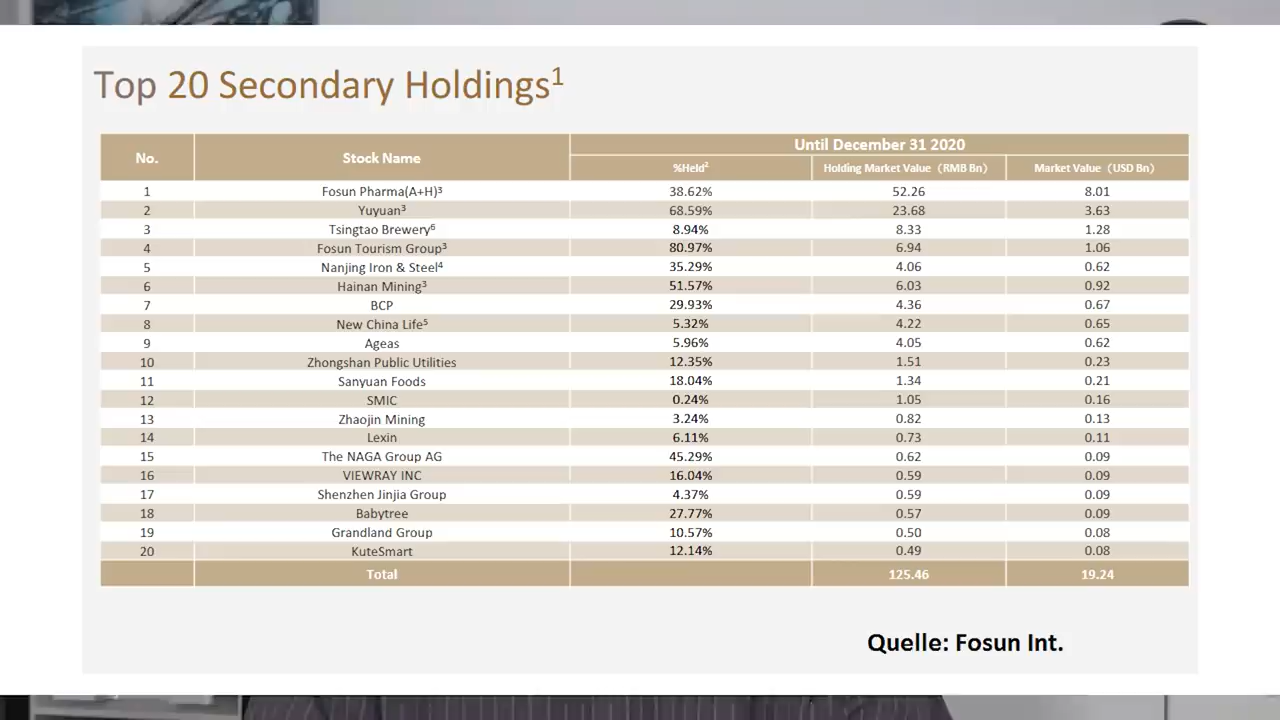 Top 20 Secondary Holdings¹
No. Stock Name Until December 31 2020
%Held² Holding Market Value (RMB Bn) Market Value (USD Bn)
1 Fosun Pharma(A+H)³ 38.62% 52.26 8.01
2 Yuyuan³ 68.59% 23.68 3.63
3 Tsingtao Brewery⁶ 8.94% 8.33 1.28
4 Fosun Tourism Group³ 80.97% 6.94 1.06
5 Nanjing Iron & Steel⁴ 35.29% 4.06 0.62
6 Hainan Mining³ 51.57% 6.03 0.92
7 BCP 29.93% 4.36 0.67
8 New China Life⁵ 5.32% 4.22 0.65
9 Ageas 5.96% 4.05 0.62
10 Zhongshan Public Utilities 12.35% 1.51 0.23
11 Sanyuan Foods 18.04% 1.34 0.21
12 SMIC 0.24% 1.05 0.16
13 Zhaojin Mining 3.24% 0.82 0.13
14 Lexin 6.11% 0.73 0.11
15 The NAGA Group AG 45.29% 0.62 0.09
16 VIEWRAY INC 16.04% 0.59 0.09
17 Shenzhen Jinjia Group 4.37% 0.59 0.09
18 Babytree 27.77% 0.57 0.09
19 Grandland Group 10.57% 0.50 0.08
20 KuteSmart 12.14% 0.49 0.08
Total 125.46 19.24
Quelle: Fosun Int.